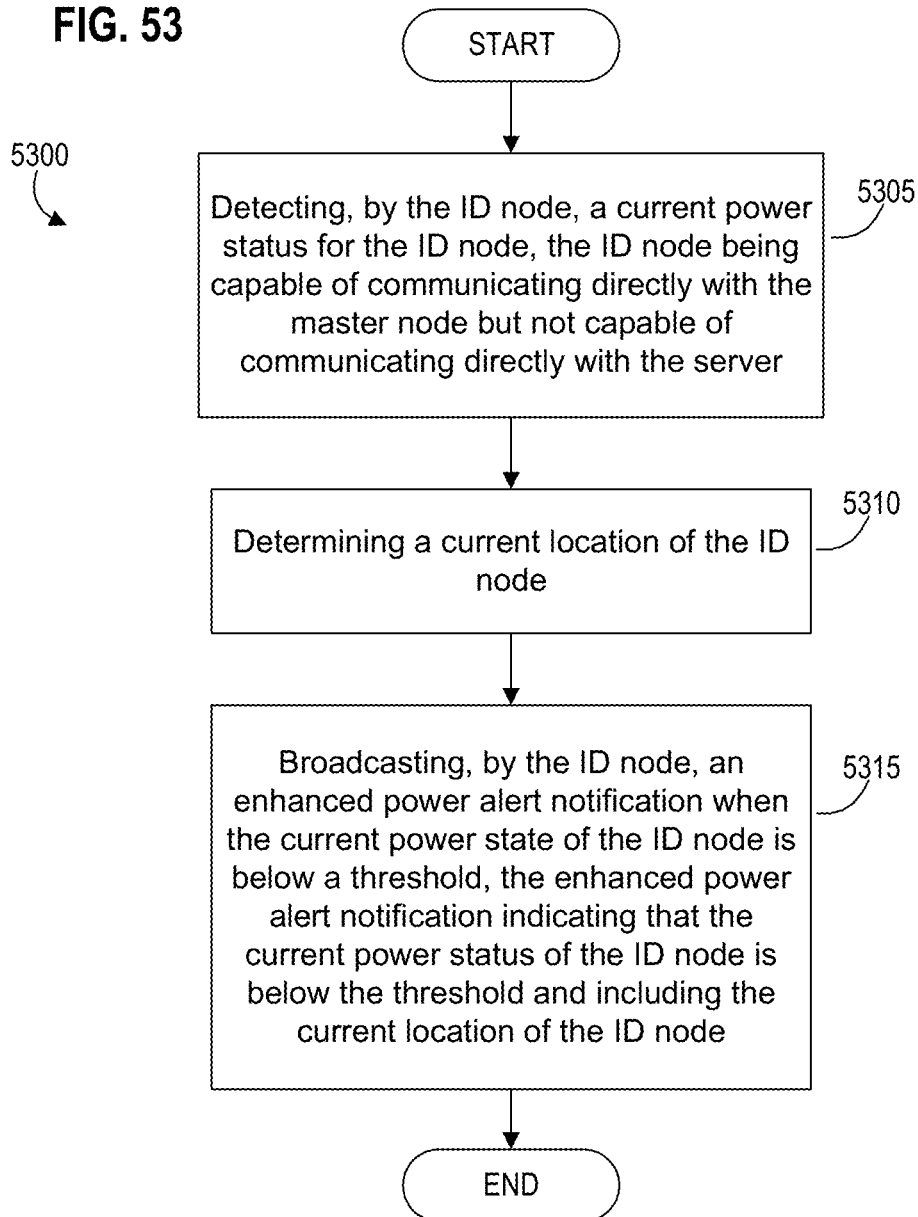 FIG. 53
START
5300
5305
Detecting, by the ID node, a current power
status for the ID node, the ID node being
capable of communicating directly with the
master node but not capable of
communicating directly with the server
5310
Determining a current location of the ID
node
5315
Broadcasting, by the ID node, an
enhanced power alert notification when
the current power state of the ID node is
below a threshold, the enhanced power
alert notification indicating that the
current power status of the ID node is
below the threshold and including the
current location of the ID node
END